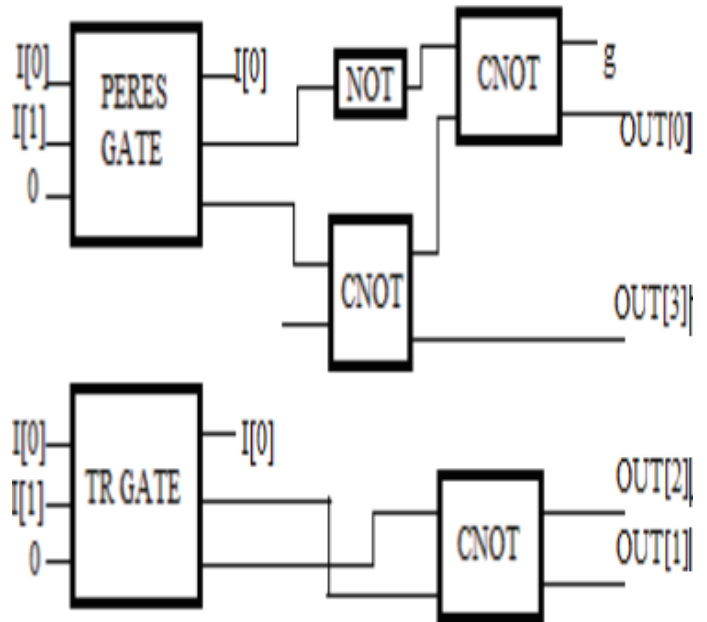 I[0]
PERES
GATE
I[0]
NOT
CNOT
g
I[1]
0
OUT[0]
CNOT
OUT[3]
I[0]
TR GATE
I[0]
I[1]
0
CNOT
OUT[2]
OUT[1]